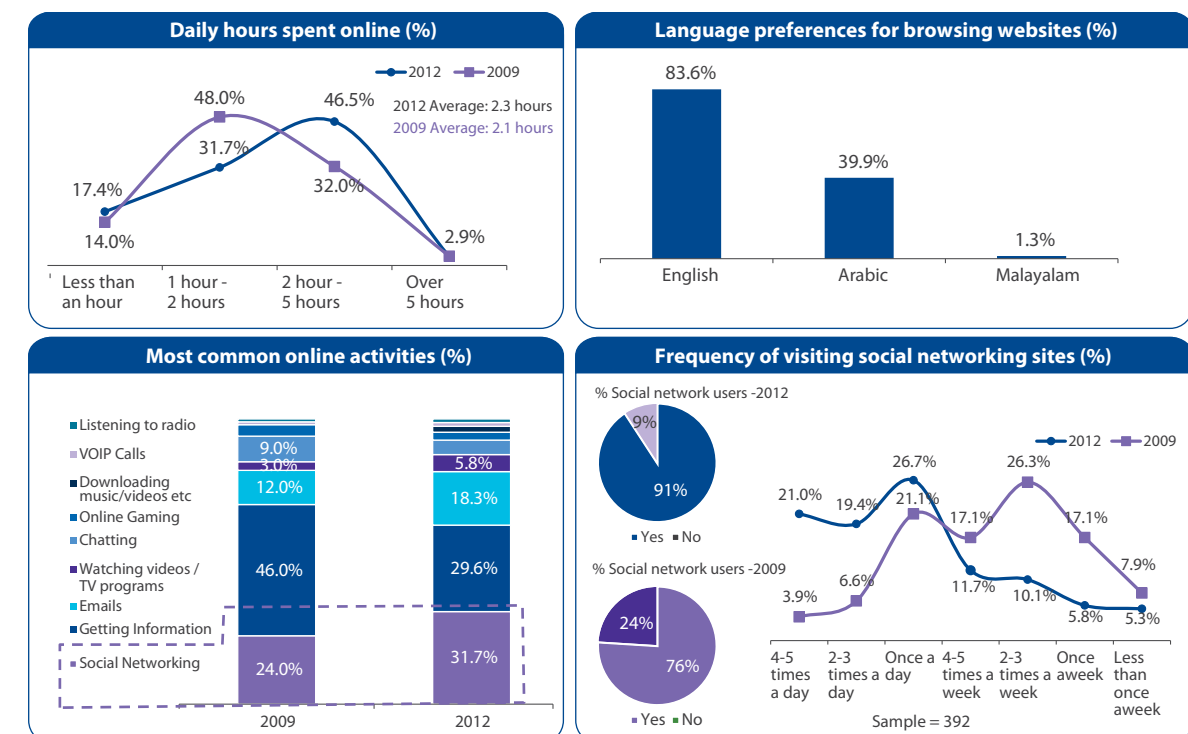 Daily hours spent online (%)
2012 2009
48.0%
46.5%
2012 Average: 2.3 hours
2009 Average: 2.1 hours
31.7%
17.4%
32.0%
14.0%
2.9%
Less than
an hour
1 hour -
2 hours
2 hour -
5 hours
Over
5 hours
Language preferences for browsing websites (%)
83.6%
39.9%
1.3%
English
Arabic
Malayalam
Most common online activities (%)
Listening to radio
VOIP Calls
Downloading
music/videos etc
Online Gaming
Chatting
Watching videos /
TV programs
Emails
Getting Information
Social Networking
9.0%
3.0%
12.0%
46.0%
24.0%
5.8%
18.3%
29.6%
31.7%
2009
2012
Frequency of visiting social networking sites (%)
% Social network users -2012
9%
91%
Yes No
% Social network users -2009
24%
76%
Yes No
2012 2009
21.0%
19.4%
26.7%
11.7%
10.1%
5.8%
5.3%
3.9%
6.6%
21.1%
17.1%
26.3%
17.1%
7.9%
4-5
times
a day
2-3
times a
day
Once a
day
4-5
times a
week
2-3
times a
week
Once
aweek
Less
than
once
aweek
Sample = 392